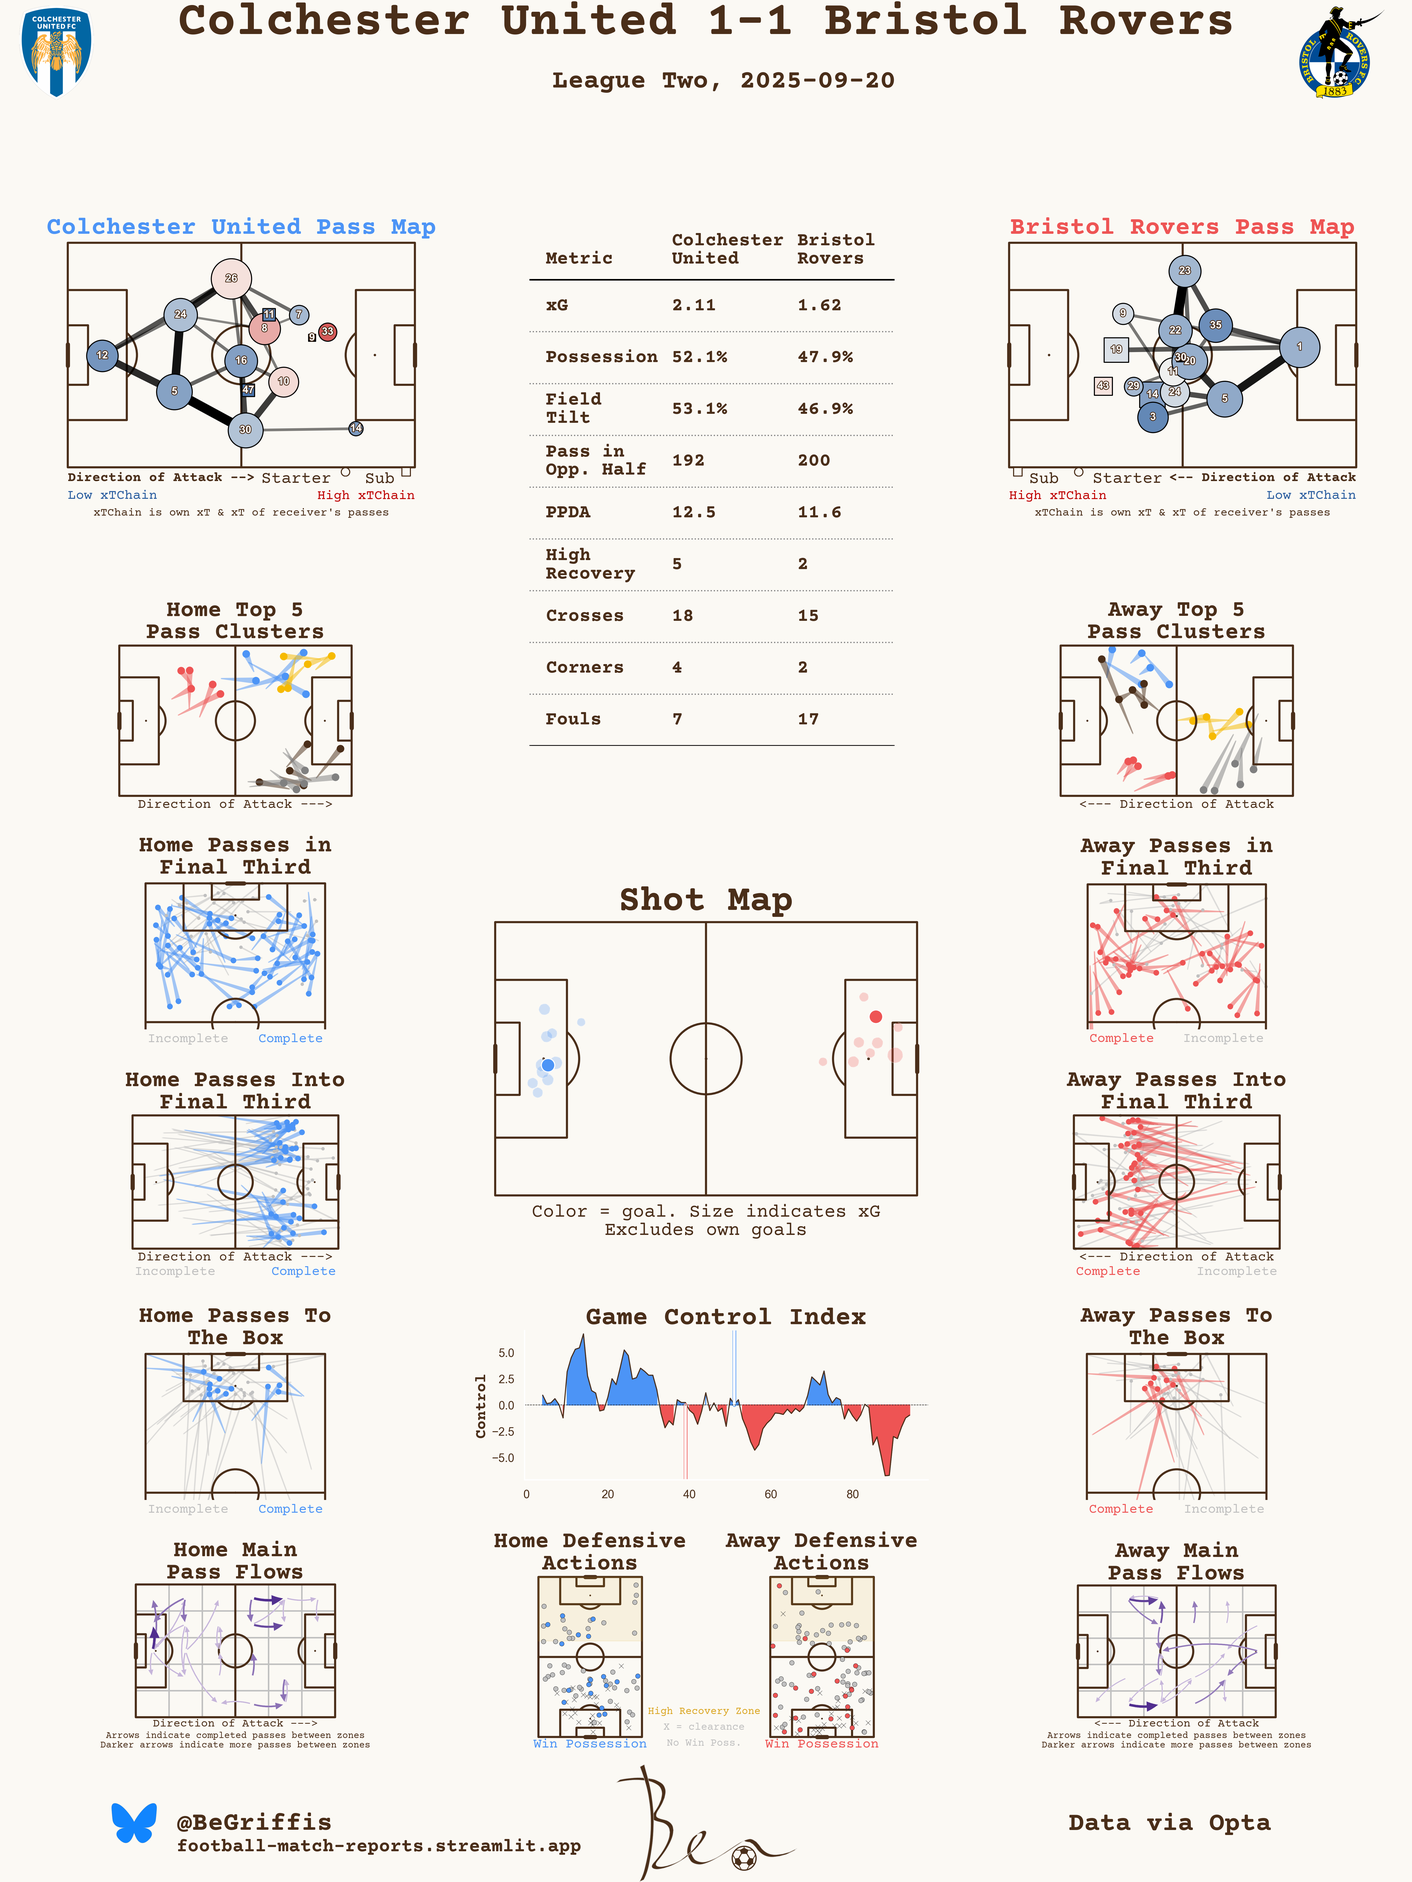 Colchester United 1-1 Bristol Rovers
League Two, 2025-09-20
COLCHESTER
UNITED FC
BRISTOL ROVERS F.C.
1883
Colchester United Pass Map
26
24
11
7
8
33
9
12
16
10
5
47
30
14
Direction of Attack --> Starter Sub
Low xTChain High xTChain
xTChain is own xT & xT of receiver's passes
Metric Colchester United Bristol Rovers
xG 2.11 1.62
Possession 52.1% 47.9%
Field Tilt 53.1% 46.9%
Pass in Opp. Half 192 200
PPDA 12.5 11.6
High Recovery 5 2
Crosses 18 15
Corners 4 2
Fouls 7 17
Bristol Rovers Pass Map
23
9
35
22
19
1
30
20
11
43
29
14
24
5
3
Sub Starter <-- Direction of Attack
High xTChain Low xTChain
xTChain is own xT & xT of receiver's passes
Home Top 5
Pass Clusters
Direction of Attack --->
Away Top 5
Pass Clusters
<--- Direction of Attack
Home Passes in
Final Third
Incomplete Complete
Away Passes in
Final Third
Complete Incomplete
Shot Map
Color = goal. Size indicates xG
Excludes own goals
Home Passes Into
Final Third
Direction of Attack --->
Incomplete Complete
Away Passes Into
Final Third
<--- Direction of Attack
Complete Incomplete
Home Passes To
The Box
Incomplete Complete
Game Control Index
Control
5.0
2.5
0.0
−2.5
−5.0
0 20 40 60 80
Away Passes To
The Box
Complete Incomplete
Home Main
Pass Flows
Direction of Attack --->
Arrows indicate completed passes between zones
Darker arrows indicate more passes between zones
Home Defensive
Actions
Win Possession
High Recovery Zone
X = clearance
No Win Poss.
Away Defensive
Actions
Win Possession
Away Main
Pass Flows
<--- Direction of Attack
Arrows indicate completed passes between zones
Darker arrows indicate more passes between zones
@BeGriffis
football-match-reports.streamlit.app
Ben
Data via Opta